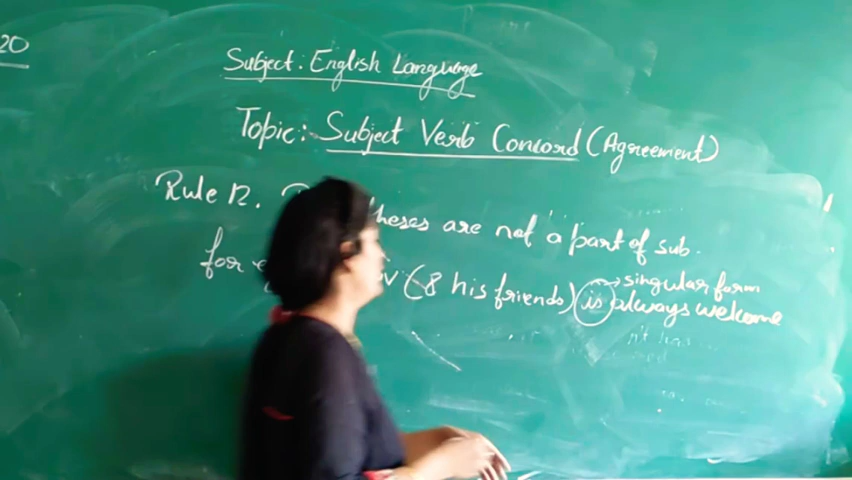 20
Subject: English Language
Topic: Subject Verb Concord (Agreement)
Rule 12. theses are not a part of sub.
for (& his friends) is always welcome
singular form